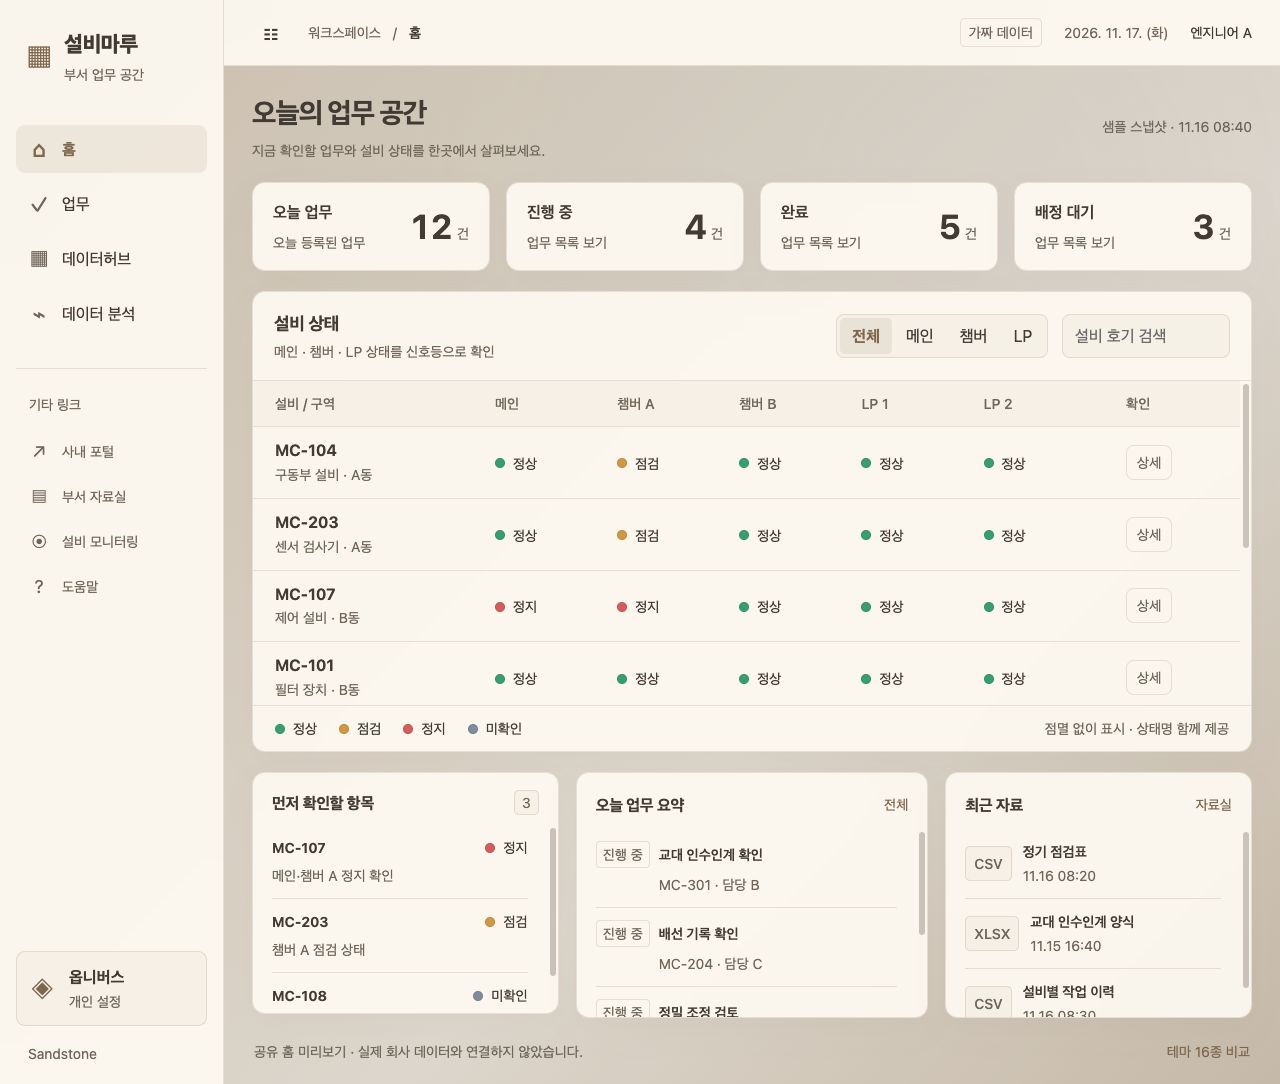 설비마루
부서 업무 공간
홈
업무
데이터허브
데이터 분석
기타 링크
사내 포털
부서 자료실
설비 모니터링
? 도움말
옵니버스
개인 설정
Sandstone
워크스페이스 / 홈
가짜 데이터
2026. 11. 17. (화)
엔지니어 A
오늘의 업무 공간
지금 확인할 업무와 설비 상태를 한곳에서 살펴보세요.
샘플 스냅샷 · 11.16 08:40
오늘 업무
오늘 등록된 업무
12 건
진행 중
업무 목록 보기
4 건
완료
업무 목록 보기
5 건
배정 대기
업무 목록 보기
3 건
설비 상태
메인 · 챔버 · LP 상태를 신호등으로 확인
전체 메인 챔버 LP
설비 호기 검색
설비 / 구역 메인 챔버 A 챔버 B LP 1 LP 2 확인
MC-104
구동부 설비 · A동
정상 점검 정상 정상 정상 상세
MC-203
센서 검사기 · A동
정상 점검 정상 정상 정상 상세
MC-107
제어 설비 · B동
정지 정지 정상 정상 정상 상세
MC-101
필터 장치 · B동
정상 정상 정상 정상 정상 상세
정상 점검 정지 미확인
점멸 없이 표시 · 상태명 함께 제공
먼저 확인할 항목 3
MC-107 정지
메인·챔버 A 정지 확인
MC-203 점검
챔버 A 점검 상태
MC-108 미확인
오늘 업무 요약 전체
진행 중 교대 인수인계 확인
MC-301 · 담당 B
진행 중 배선 기록 확인
MC-204 · 담당 C
진행 중 정밀 조정 검토
최근 자료 자료실
CSV 정기 점검표
11.16 08:20
XLSX 교대 인수인계 양식
11.15 16:40
CSV 설비별 작업 이력
11.16 08:30
공유 홈 미리보기 · 실제 회사 데이터와 연결하지 않았습니다.
테마 16종 비교